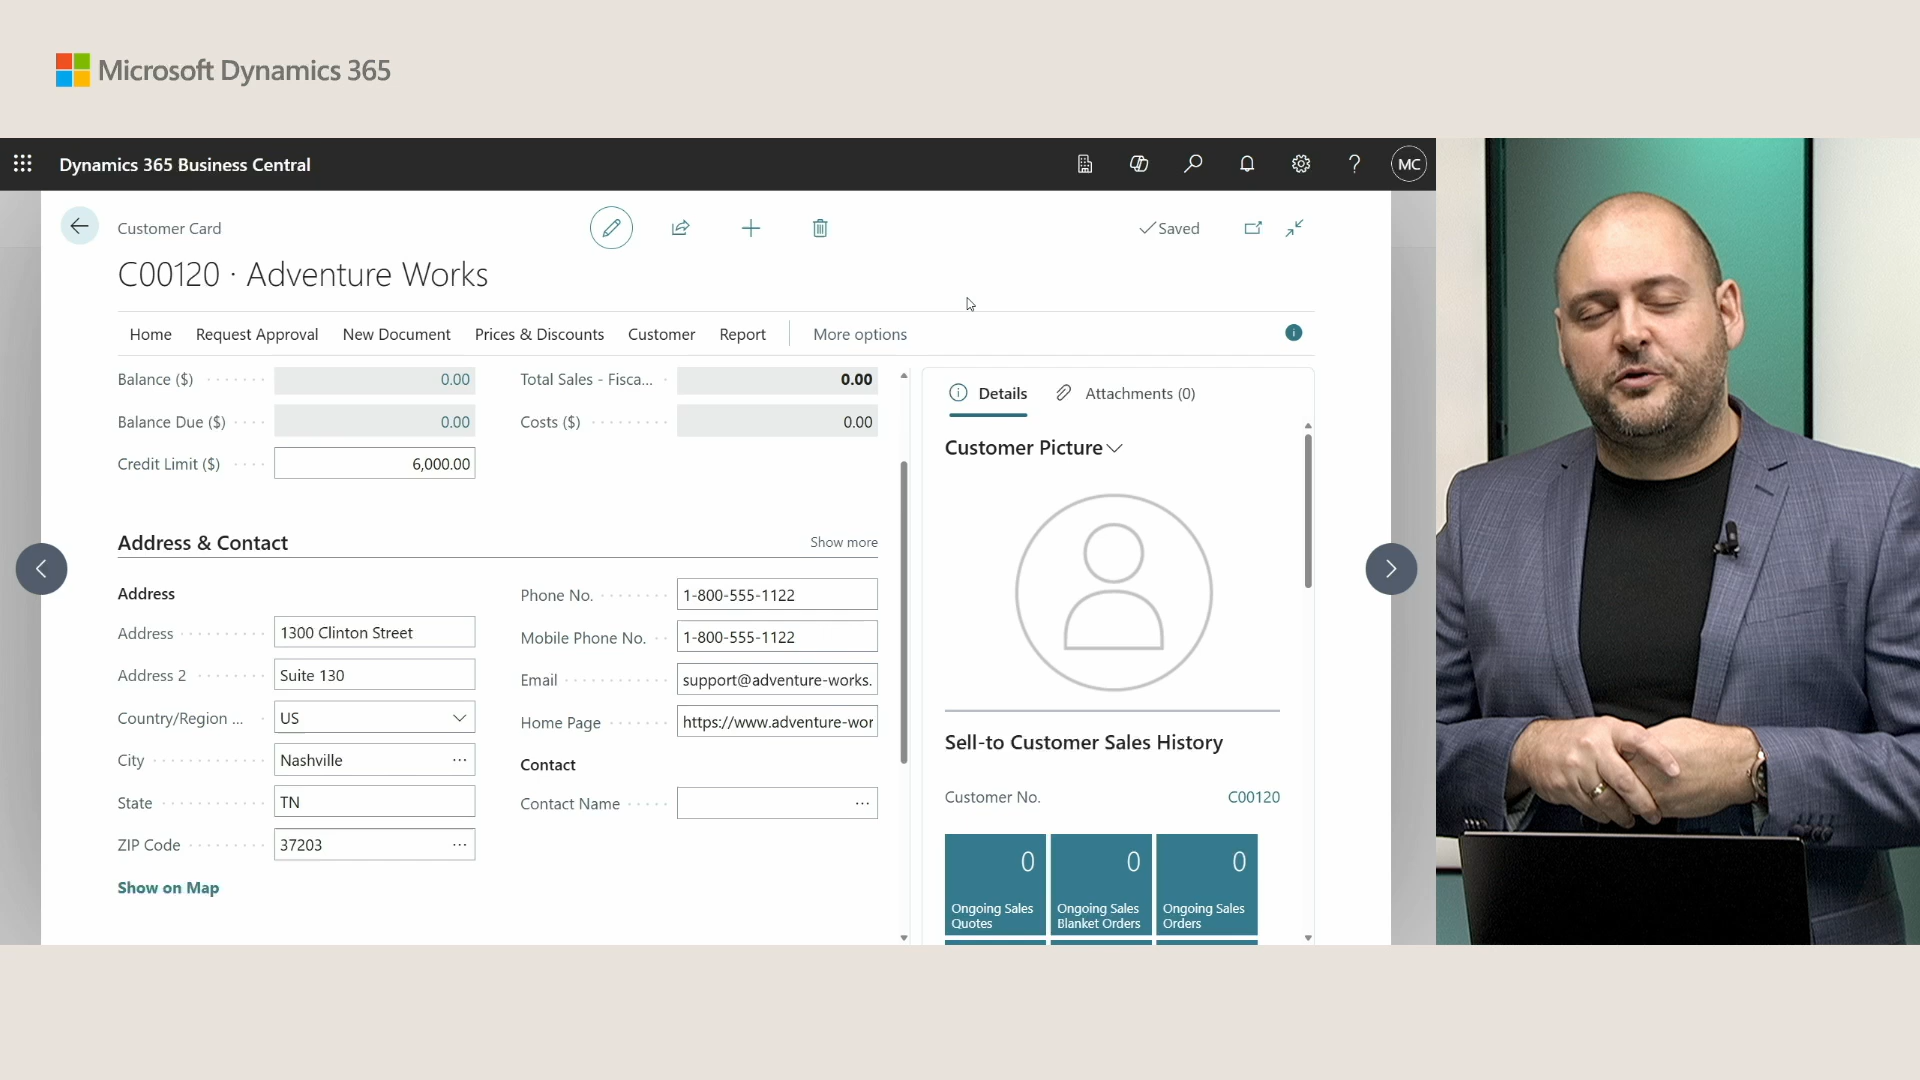 Microsoft Dynamics 365
Dynamics 365 Business Central
MC
Customer Card
Saved
C00120 · Adventure Works
Home
Request Approval
New Document
Prices & Discounts
Customer
Report
More options
Balance ($)
0.00
Total Sales - Fisca...
0.00
Balance Due ($)
0.00
Costs ($)
0.00
Credit Limit ($)
6,000.00
Address & Contact
Show more
Address
Address
1300 Clinton Street
Address 2
Suite 130
Country/Region ...
US
City
Nashville
State
TN
ZIP Code
37203
Show on Map
Phone No.
1-800-555-1122
Mobile Phone No.
1-800-555-1122
Email
support@adventure-works.
Home Page
https://www.adventure-wor
Contact
Contact Name
Details
Attachments (0)
Customer Picture
Sell-to Customer Sales History
Customer No.
C00120
0
Ongoing Sales
Quotes
0
Ongoing Sales
Blanket Orders
0
Ongoing Sales
Orders